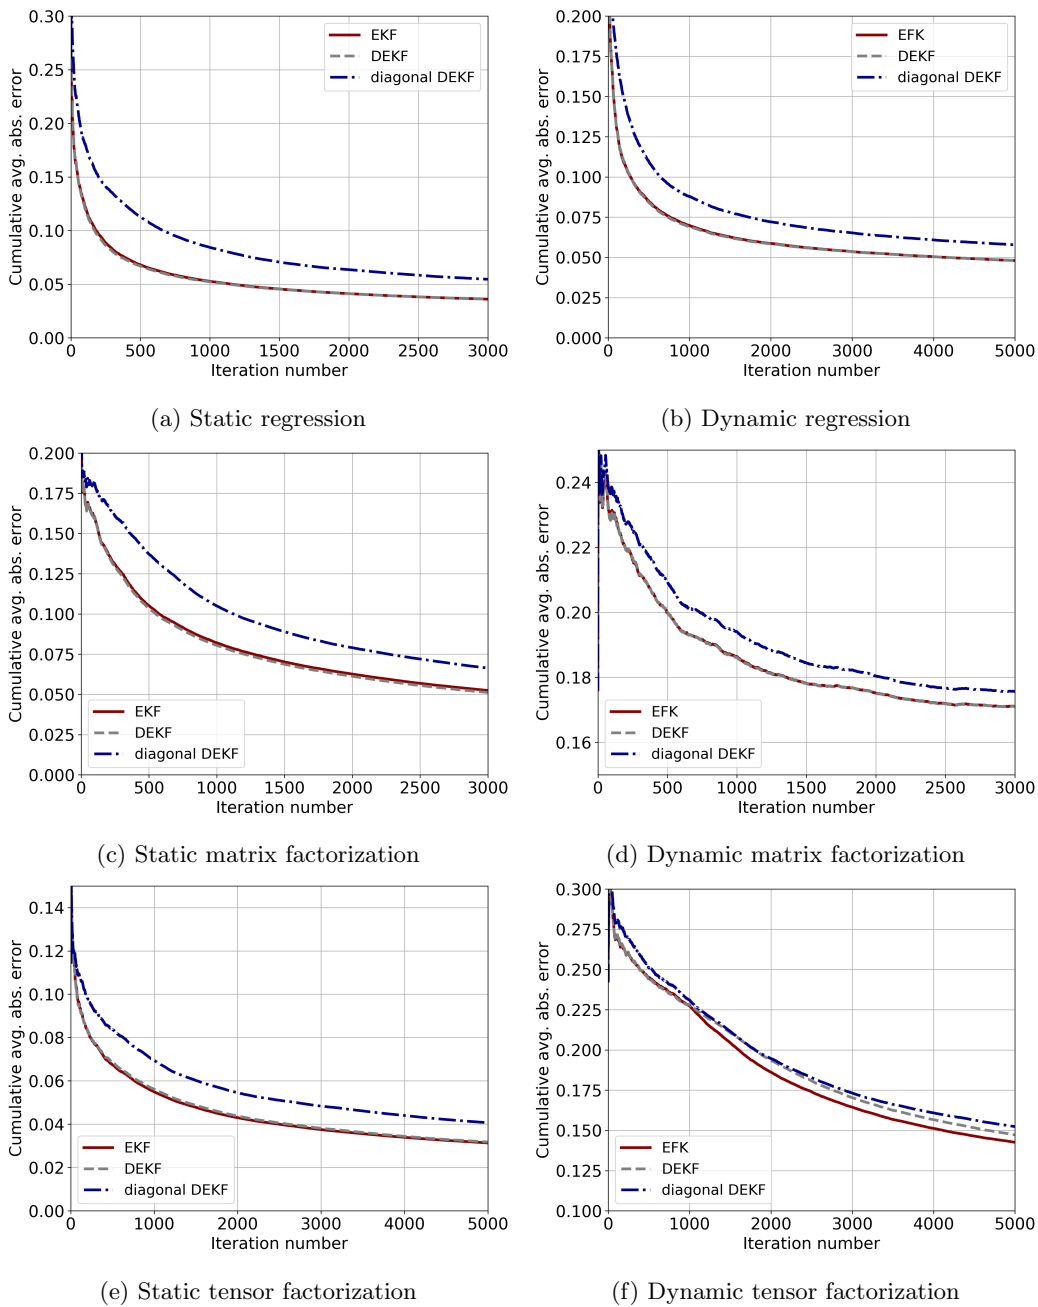 0.30
0.25
0.20
0.15
0.10
0.05
0.00
Cumulative avg. abs. error
EKF
DEKF
diagonal DEKF
0 500 1000 1500 2000 2500 3000
Iteration number
(a) Static regression
0.200
0.175
0.150
0.125
0.100
0.075
0.050
0.025
0.000
Cumulative avg. abs. error
EFK
DEKF
diagonal DEKF
0 1000 2000 3000 4000 5000
Iteration number
(b) Dynamic regression
0.200
0.175
0.150
0.125
0.100
0.075
0.050
0.025
0.000
Cumulative avg. abs. error
EKF
DEKF
diagonal DEKF
0 500 1000 1500 2000 2500 3000
Iteration number
(c) Static matrix factorization
0.24
0.22
0.20
0.18
0.16
Cumulative avg. abs. error
EFK
DEKF
diagonal DEKF
0 500 1000 1500 2000 2500 3000
Iteration number
(d) Dynamic matrix factorization
0.14
0.12
0.10
0.08
0.06
0.04
0.02
0.00
Cumulative avg. abs. error
EKF
DEKF
diagonal DEKF
0 1000 2000 3000 4000 5000
Iteration number
(e) Static tensor factorization
0.300
0.275
0.250
0.225
0.200
0.175
0.150
0.125
0.100
Cumulative avg. abs. error
EFK
DEKF
diagonal DEKF
0 1000 2000 3000 4000 5000
Iteration number
(f) Dynamic tensor factorization